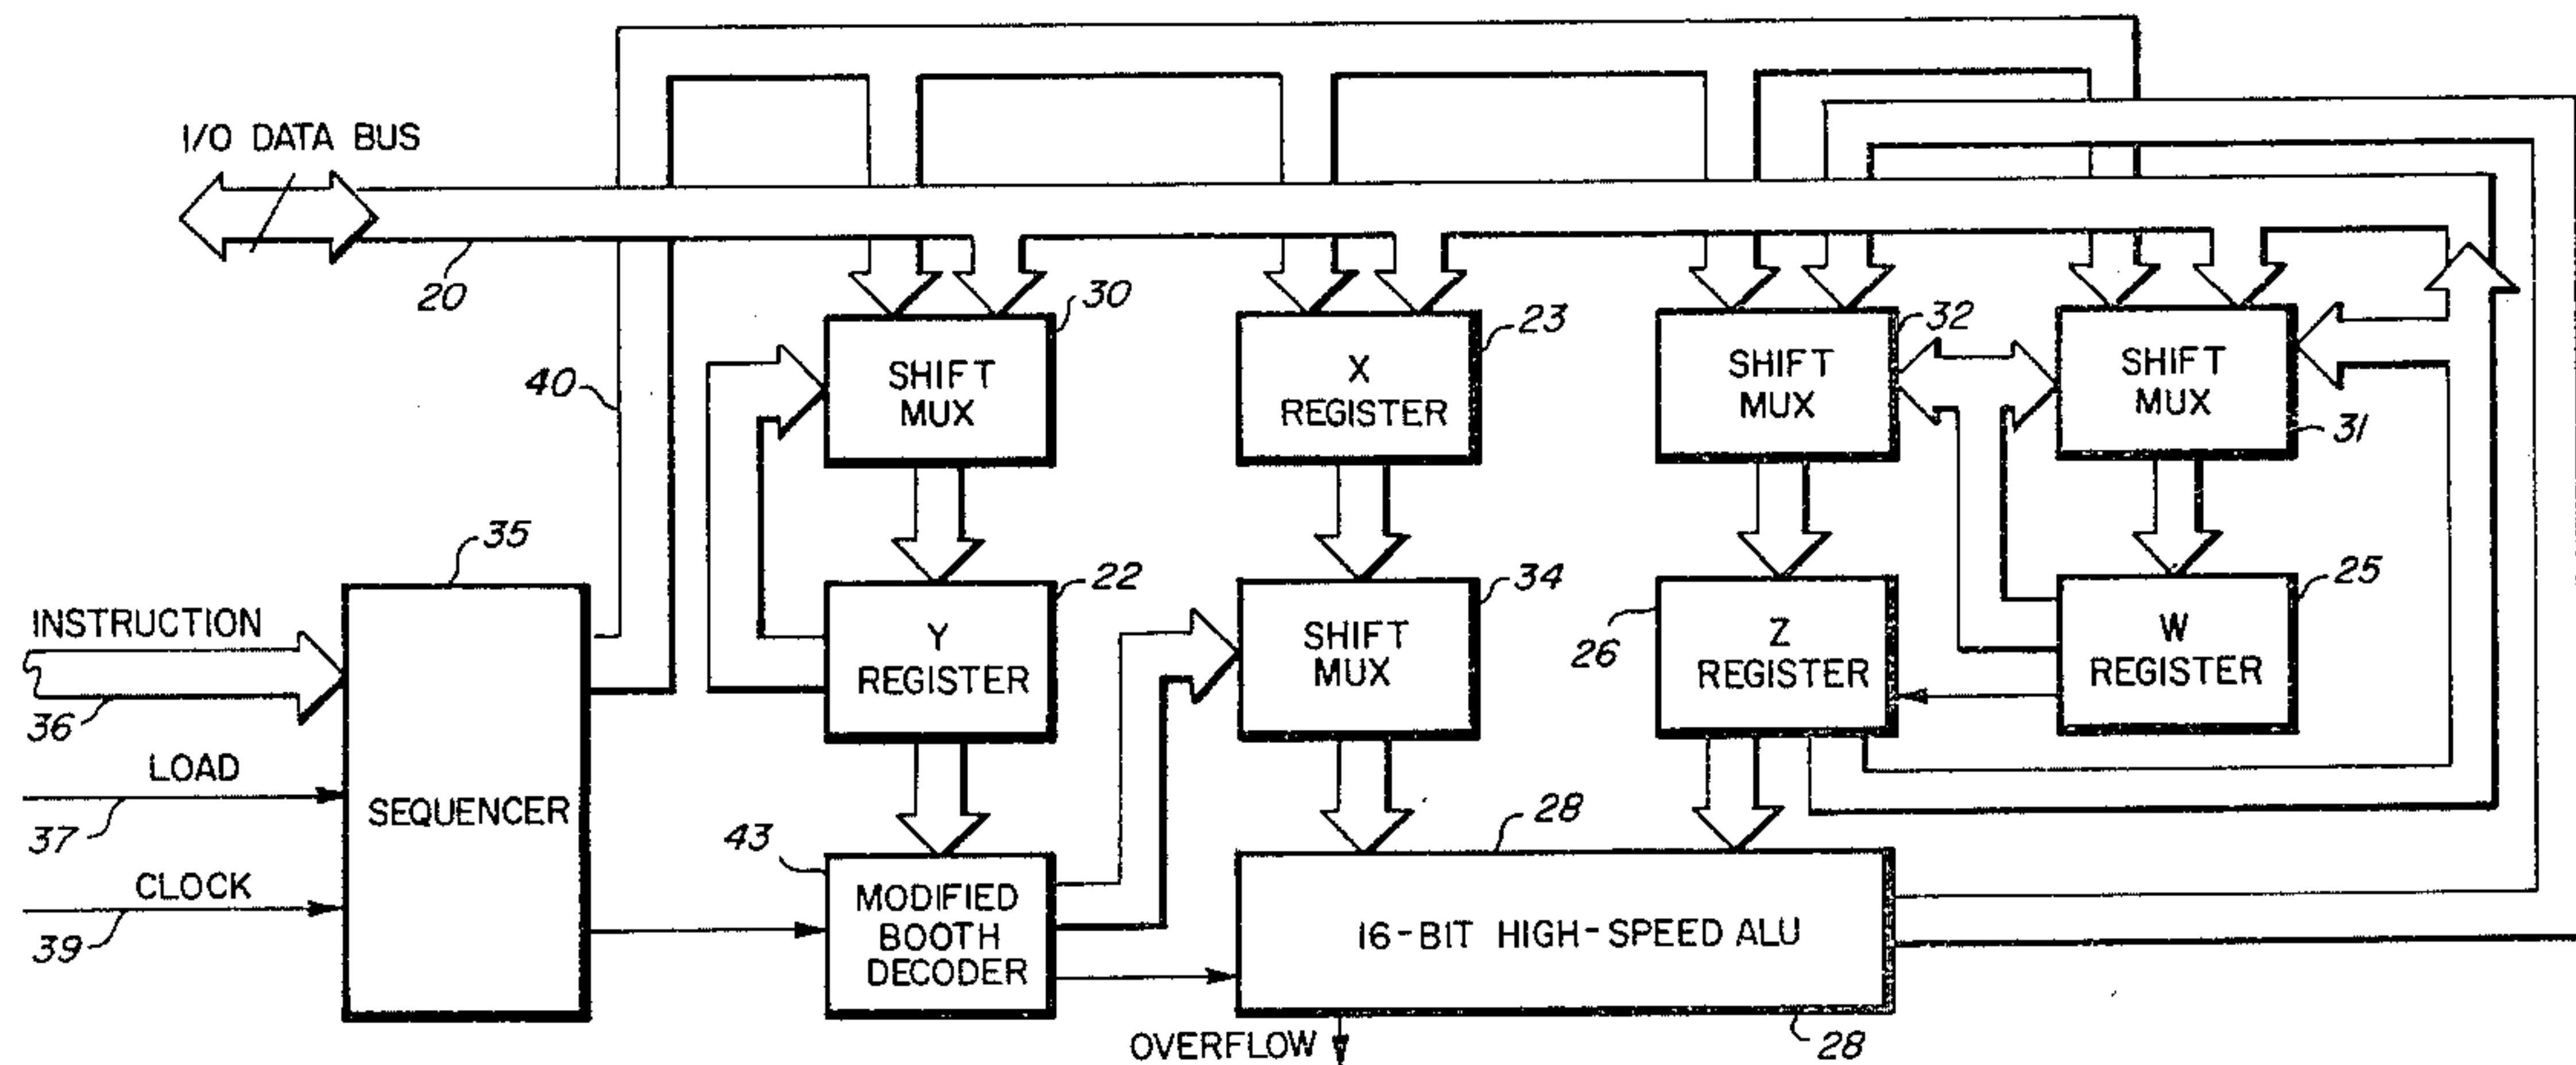 I/O DATA BUS
20
30
SHIFT
MUX
23
X
REGISTER
32
SHIFT
MUX
SHIFT
MUX
31
40
35
SEQUENCER
INSTRUCTION
36
LOAD
37
CLOCK
39
22
Y
REGISTER
34
SHIFT
MUX
26
Z
REGISTER
25
W
REGISTER
43
MODIFIED
BOOTH
DECODER
28
16-BIT HIGH-SPEED ALU
28
OVERFLOW